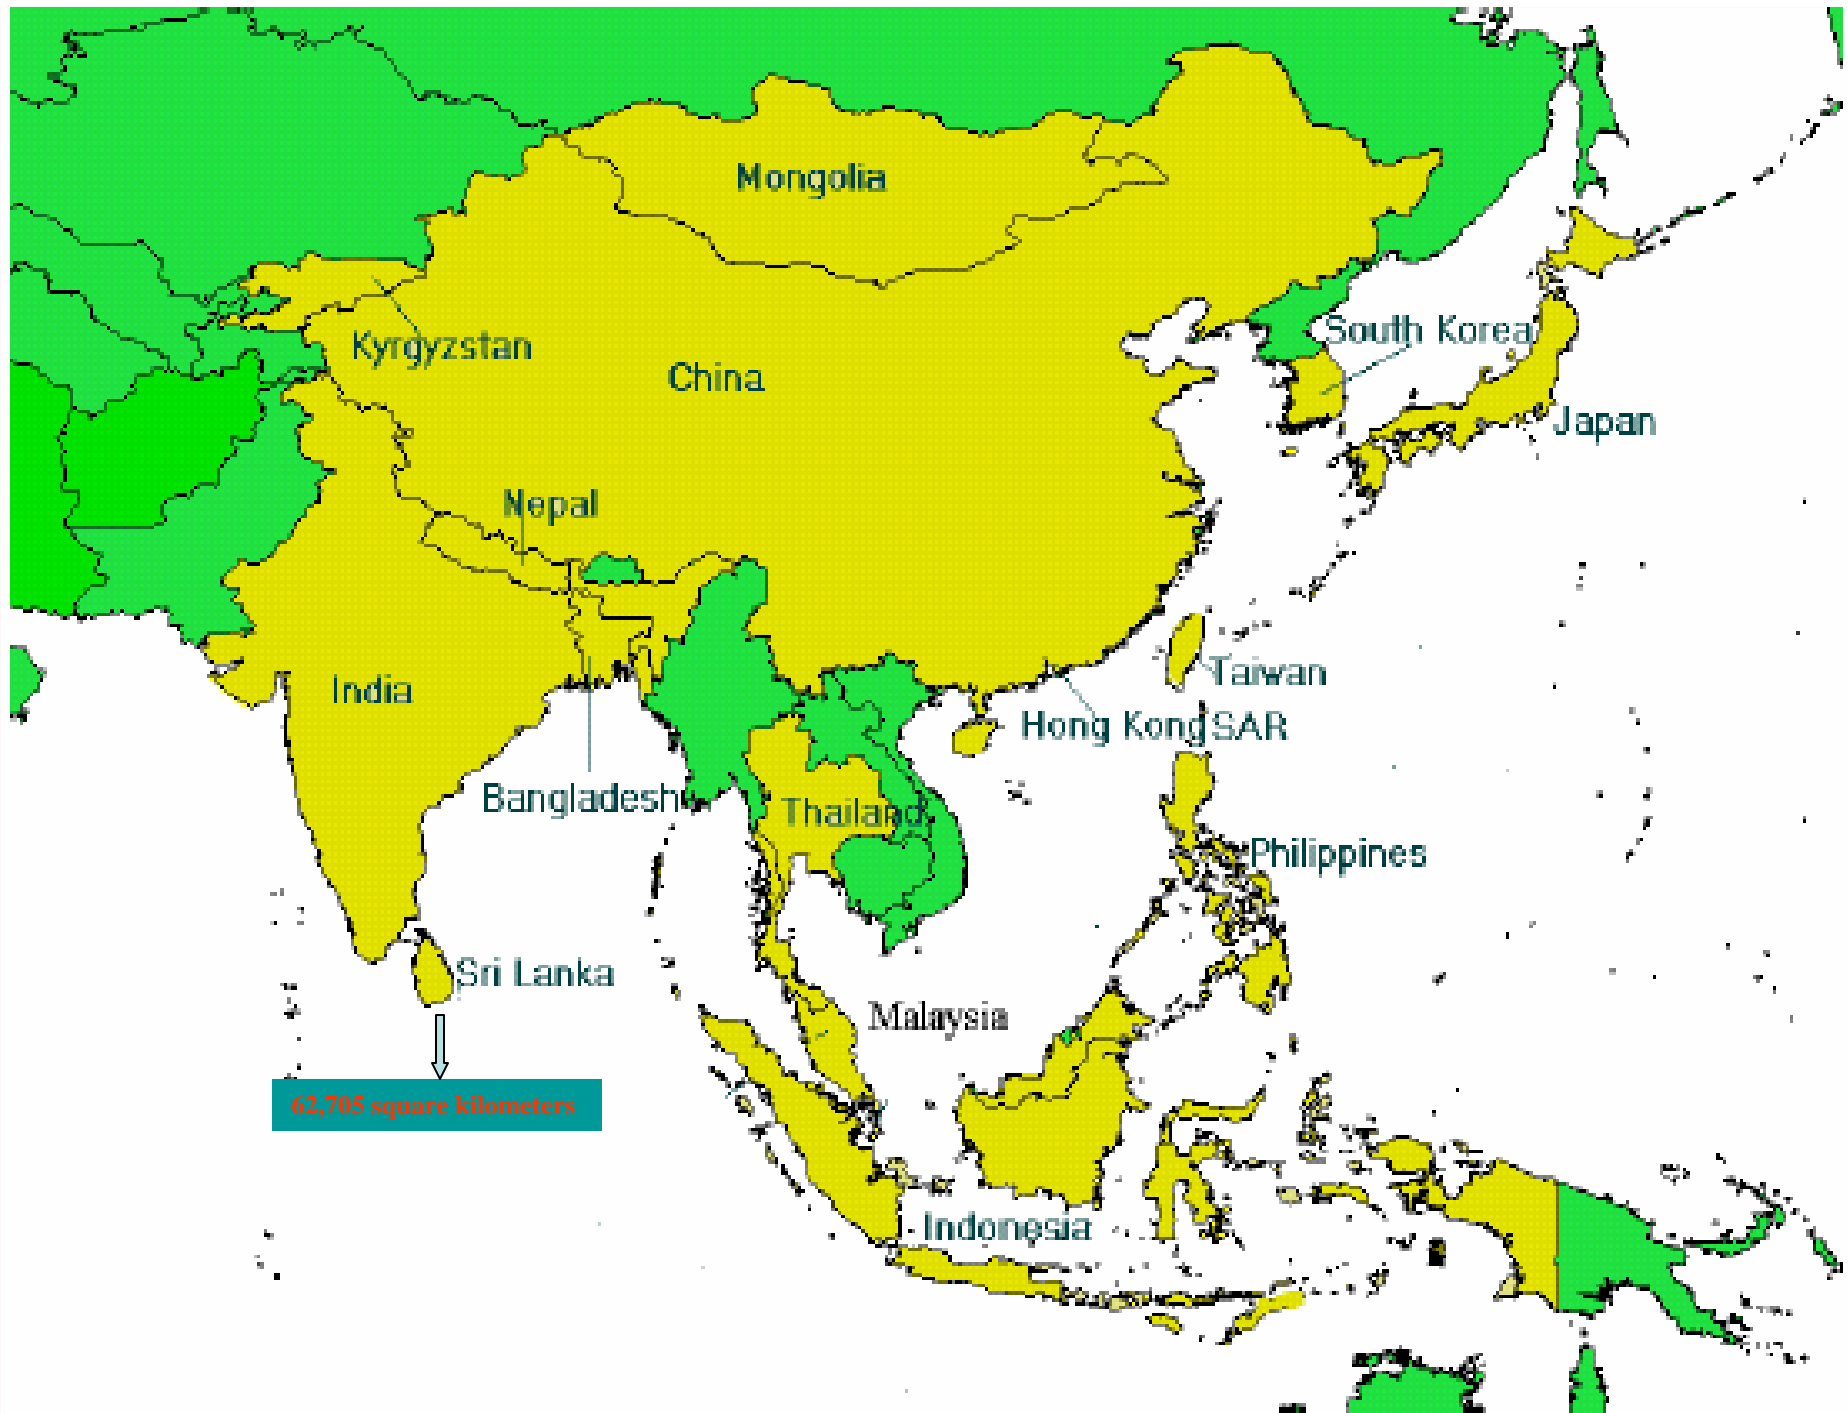 Mongolia
Kyrgyzstan
South Korea
China
Japan
Nepal
Taiwan
India
Hong Kong SAR
Bangladesh
Thailand
Philippines
Sri Lanka
Malaysia
62,705 square kilometers
Indonesia